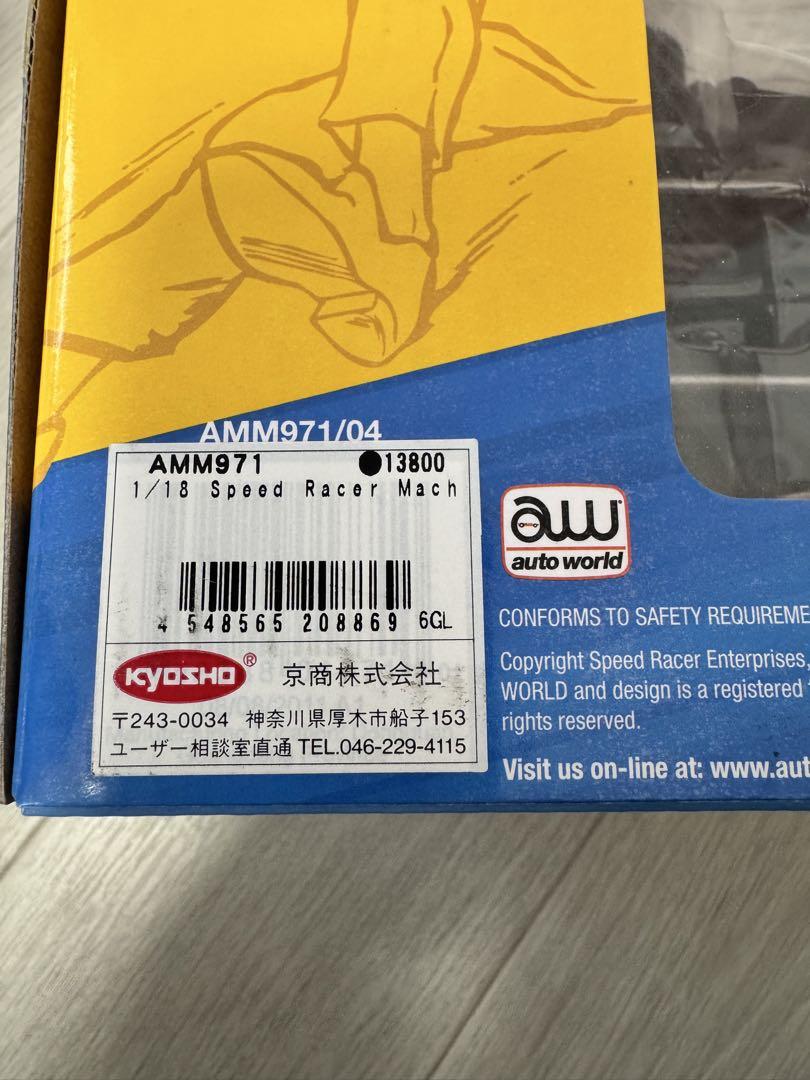 AMM971/04
AMM971 ●13800
1/18 Speed Racer Mach
4 548565 208869 6GL
KYOSHO® 京商株式会社
〒243-0034 神奈川県厚木市船子153
ユーザー相談室直通 TEL.046-229-4115
aw
auto world
CONFORMS TO SAFETY REQUIREME
Copyright Speed Racer Enterprises,
WORLD and design is a registered
rights reserved.
Visit us on-line at: www.aut